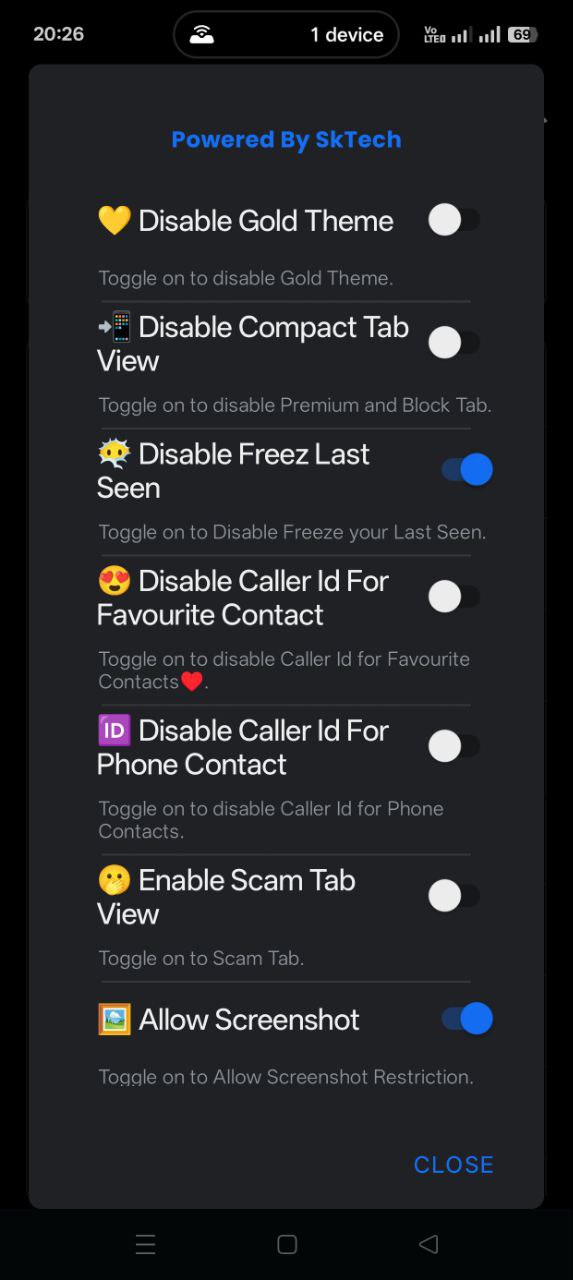 20:26
1 device
Vo
LTE
69
Powered By SkTech
💛 Disable Gold Theme
Toggle on to disable Gold Theme.
📲 Disable Compact Tab
View
Toggle on to disable Premium and Block Tab.
Disable Freez Last
Seen
Toggle on to Disable Freeze your Last Seen.
😍 Disable Caller Id For
Favourite Contact
Toggle on to disable Caller Id for Favourite
Contacts❤️.
🆔 Disable Caller Id For
Phone Contact
Toggle on to disable Caller Id for Phone
Contacts.
🫢 Enable Scam Tab
View
Toggle on to Scam Tab.
🖼️ Allow Screenshot
Toggle on to Allow Screenshot Restriction.
CLOSE